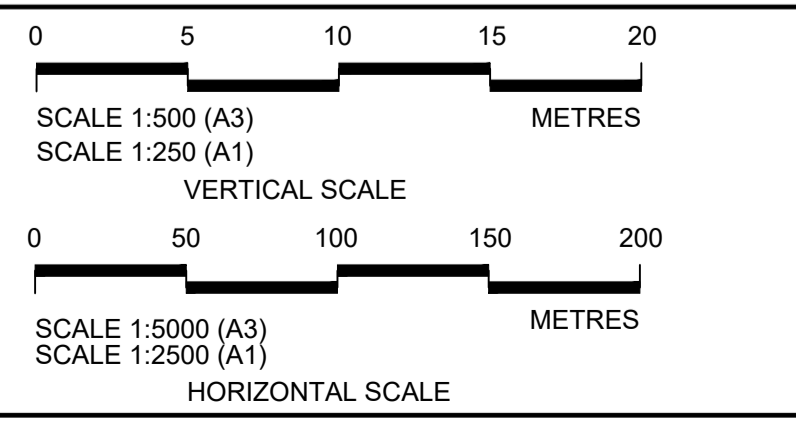 0 5 10 15 20
SCALE 1:500 (A3) METRES
SCALE 1:250 (A1)
VERTICAL SCALE
0 50 100 150 200
SCALE 1:5000 (A3) METRES
SCALE 1:2500 (A1)
HORIZONTAL SCALE